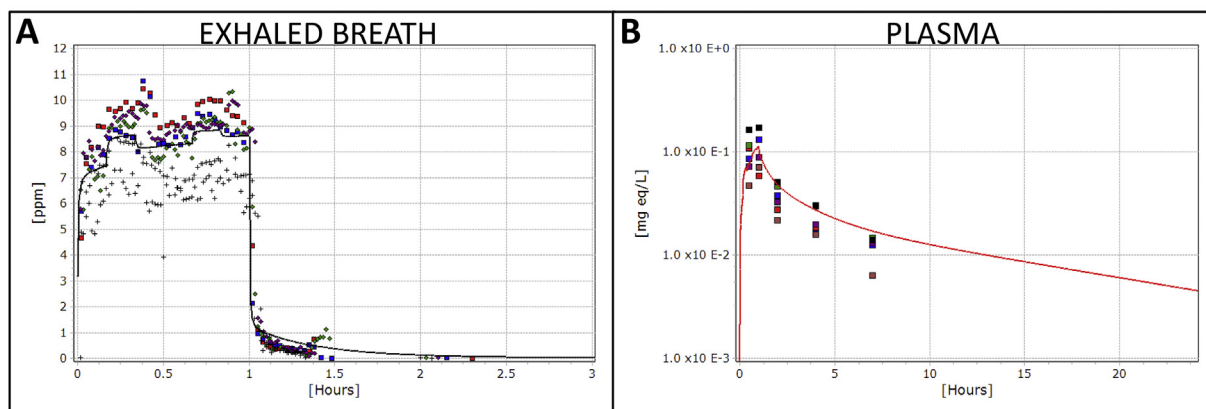 A EXHALED BREATH
12
11
10
9
8
7
6
5
4
3
2
1
0
[ppm]
0 0.5 1 1.5 2 2.5 3
[Hours]
B PLASMA
1.0 x10 E+0
1.0 x10 E-1
1.0 x10 E-2
1.0 x10 E-3
[mg eq/L]
0 5 10 15 20
[Hours]